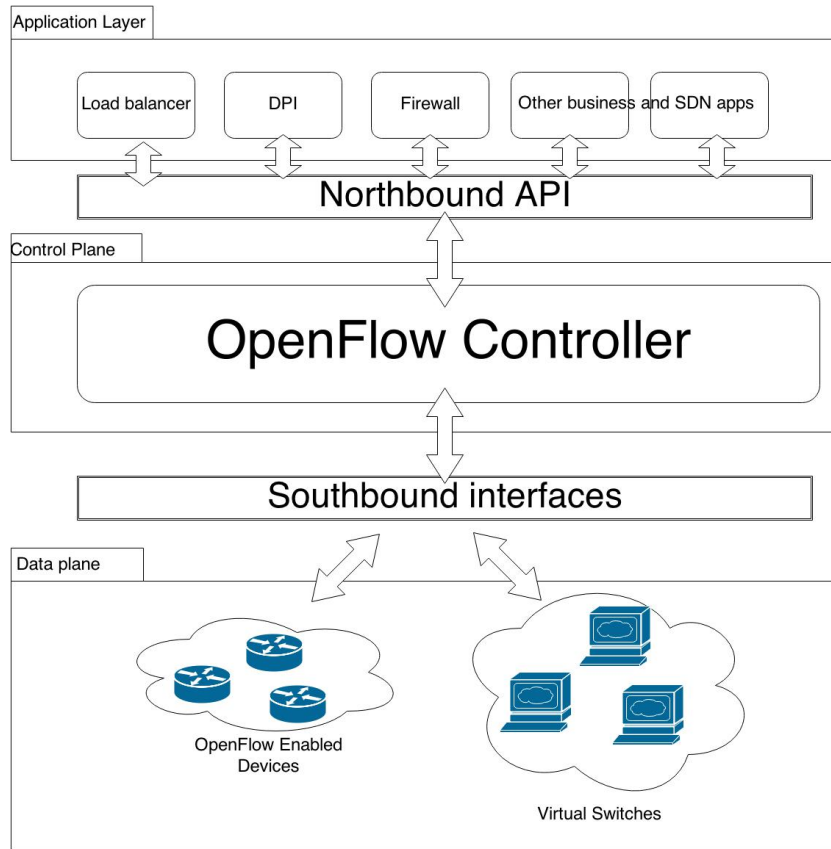 Application Layer
Load balancer
DPI
Firewall
Other business and SDN apps
Northbound API
Control Plane
OpenFlow Controller
Southbound interfaces
Data plane
OpenFlow Enabled
Devices
Virtual Switches